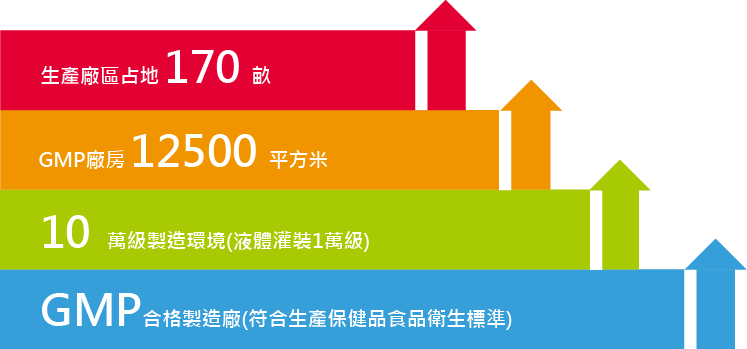 生產廠區占地 170 畝
GMP廠房 12500 平方米
10 萬級製造環境(液體灌裝1萬級)
GMP合格製造廠(符合生產保健品食品衛生標準)